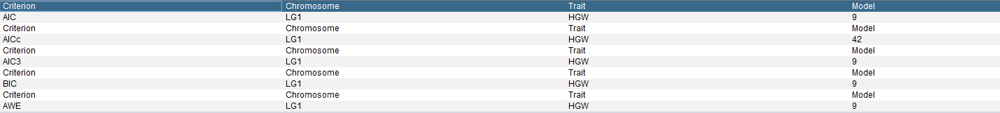 Criterion Chromosome Trait Model
AIC LG1 HGW 9
Criterion Chromosome Trait Model
AICc LG1 HGW 42
Criterion Chromosome Trait Model
AIC3 LG1 HGW 9
Criterion Chromosome Trait Model
BIC LG1 HGW 9
Criterion Chromosome Trait Model
AWE LG1 HGW 9